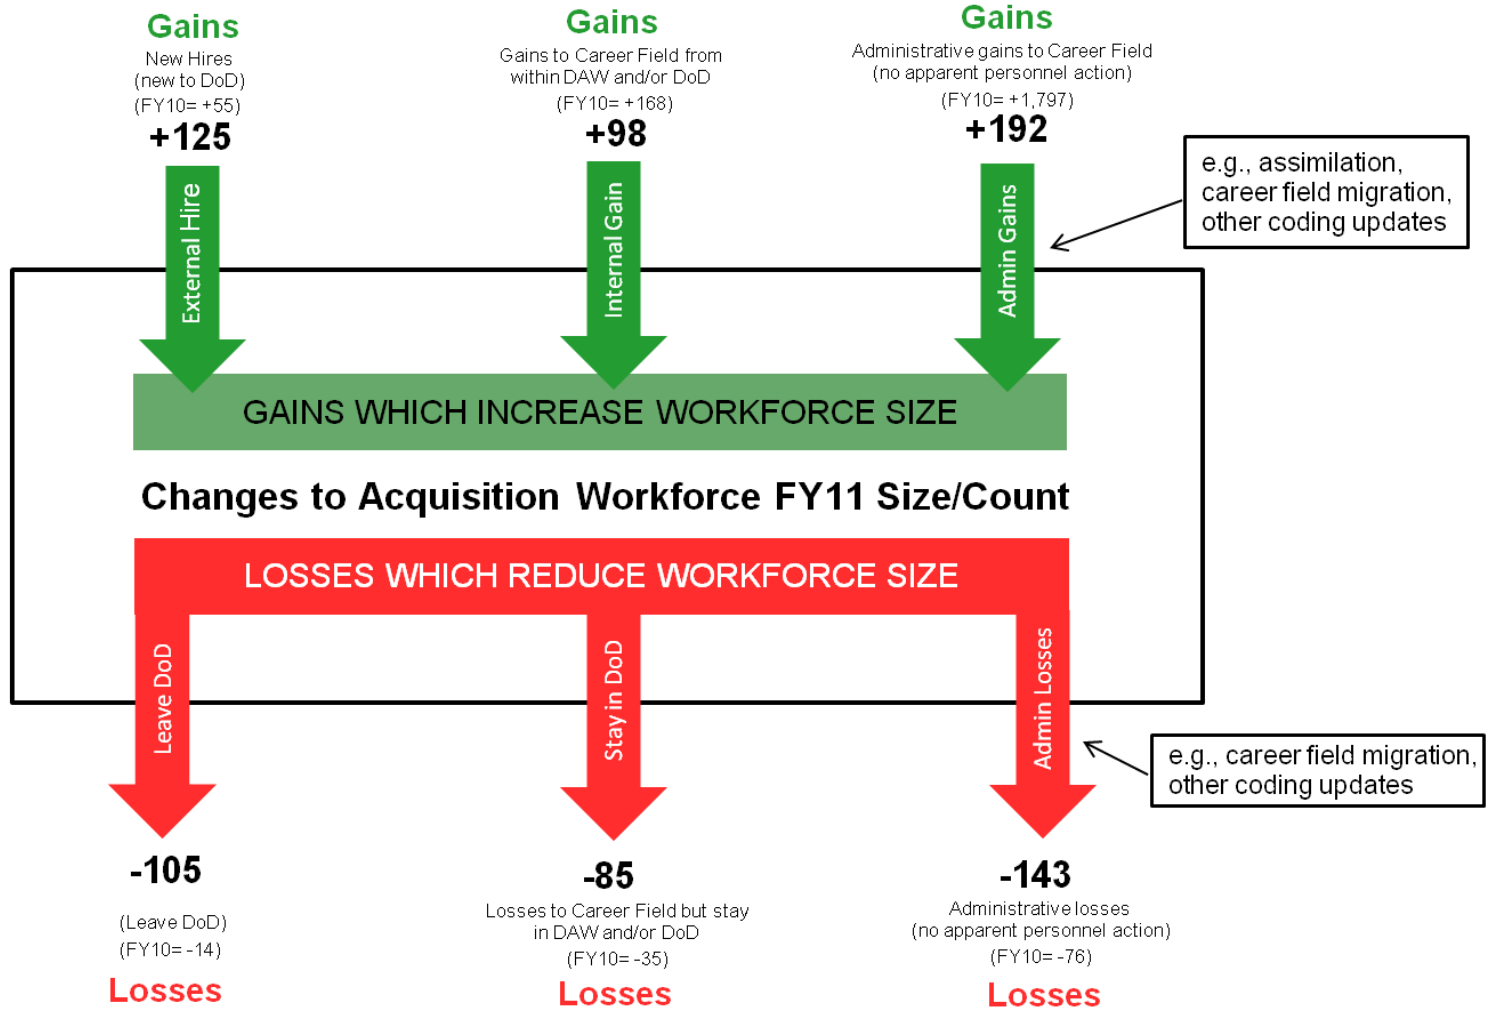 Gains
New Hires
(new to DoD)
(FY10= +55)
+125
Gains
Gains to Career Field from
within DAW and/or DoD
(FY10= +168)
+98
Gains
Administrative gains to Career Field
(no apparent personnel action)
(FY10= +1,797)
+192
External Hire
Internal Gain
Admin Gains
e.g., assimilation,
career field migration,
other coding updates
GAINS WHICH INCREASE WORKFORCE SIZE
Changes to Acquisition Workforce FY11 Size/Count
LOSSES WHICH REDUCE WORKFORCE SIZE
Leave DoD
Stay in DoD
Admin Losses
e.g., career field migration,
other coding updates
-105
(Leave DoD)
(FY10= -14)
Losses
-85
Losses to Career Field but stay
in DAW and/or DoD
(FY10= -35)
Losses
-143
Administrative losses
(no apparent personnel action)
(FY10= -76)
Losses